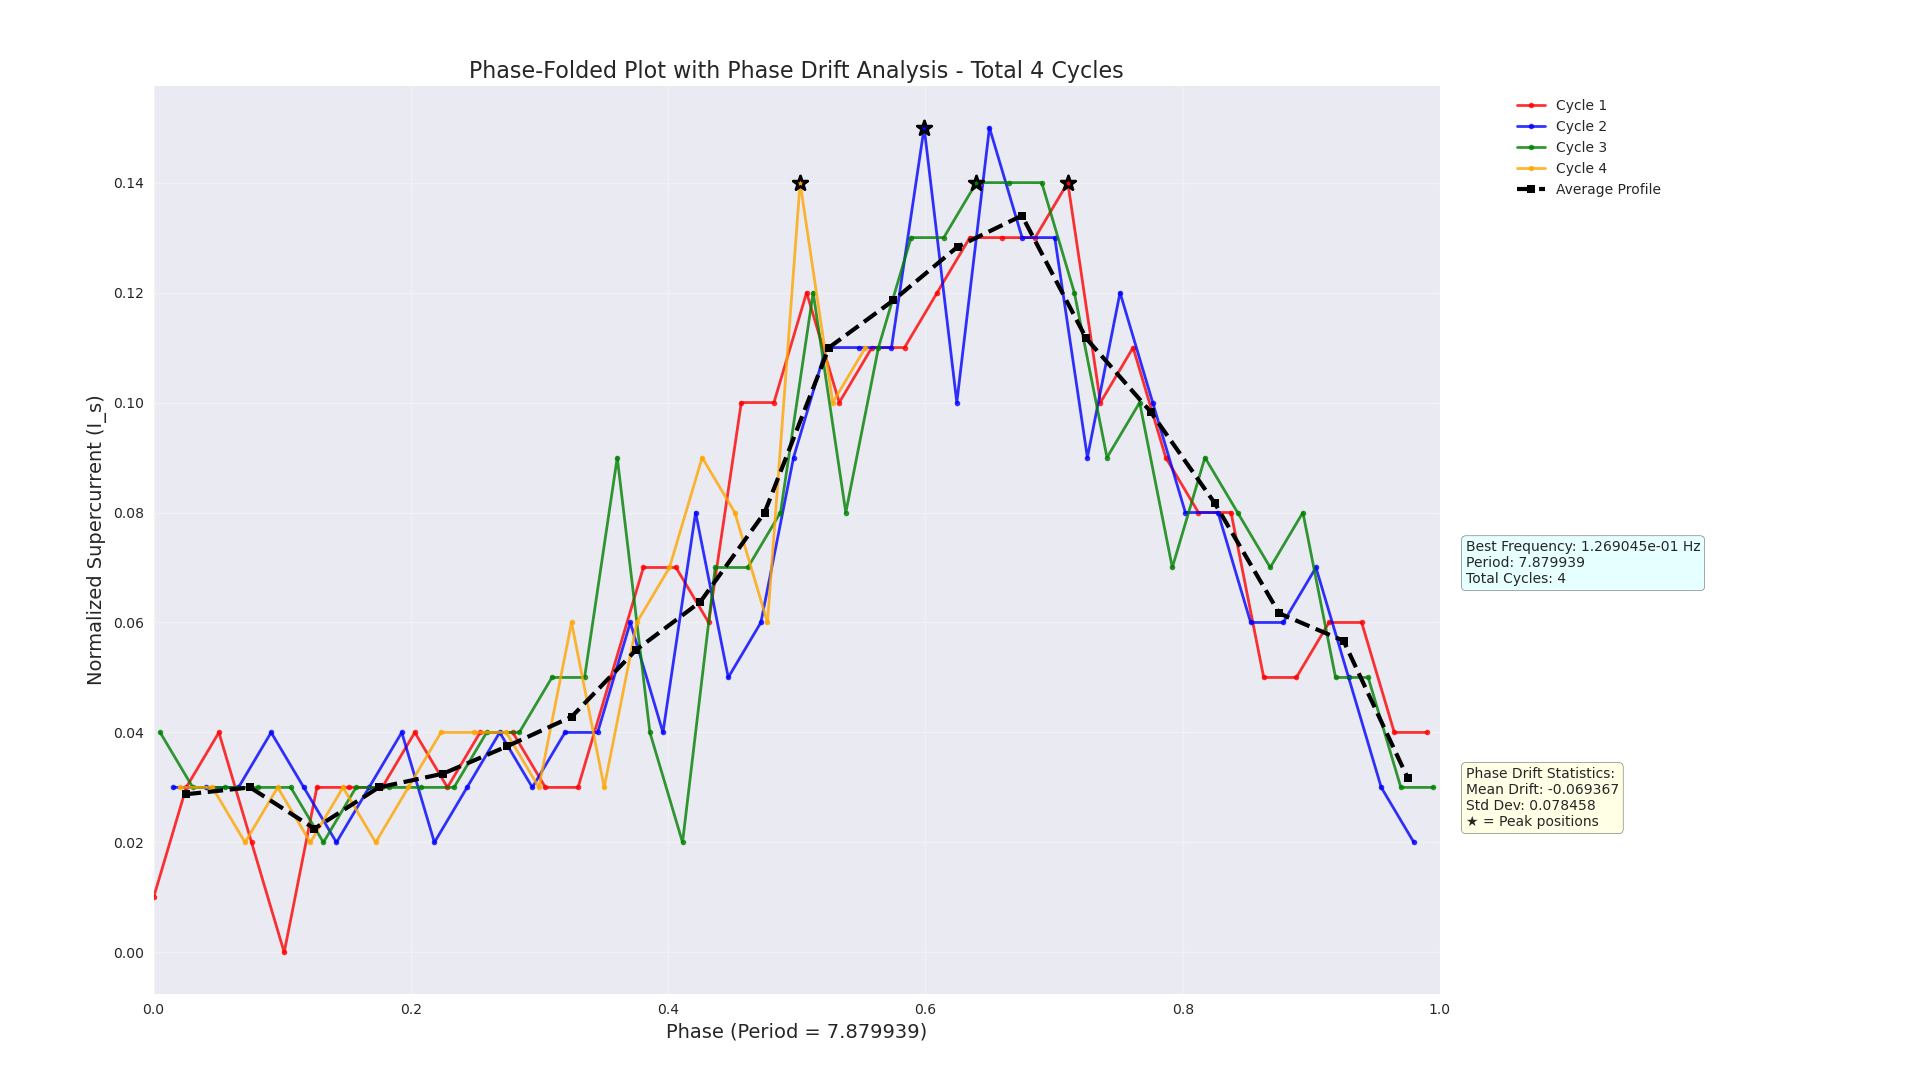 Phase-Folded Plot with Phase Drift Analysis - Total 4 Cycles
Cycle 1
Cycle 2
Cycle 3
Cycle 4
Average Profile
Normalized Supercurrent (I_s)
0.14
0.12
0.10
0.08
0.06
0.04
0.02
0.00
Best Frequency: 1.269045e-01 Hz
Period: 7.879939
Total Cycles: 4
Phase Drift Statistics:
Mean Drift: -0.069367
Std Dev: 0.078458
★ = Peak positions
0.0 0.2 0.4 0.6 0.8 1.0
Phase (Period = 7.879939)